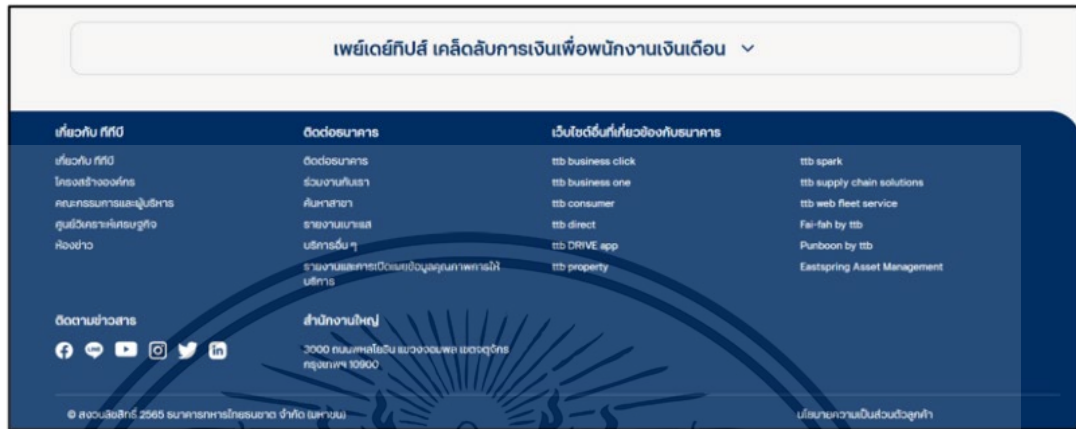 เพย์เดย์ทิปส์ เคล็ดลับการเงินเพื่อพนักงานเงินเดือน
เกี่ยวกับ ทีทีบี
เกี่ยวกับ ทีทีบี
โครงสร้างองค์กร
คณะกรรมการและผู้บริหาร
ศูนย์วิเคราะห์เศรษฐกิจ
ห้องข่าว
ติดต่อธนาคาร
ติดต่อธนาคาร
ร่วมงานกับเรา
ค้นหาสาขา
รายงานเบาะแส
บริการอื่น ๆ
รายงานและการเปิดเผยข้อมูลคุณภาพการให้
บริการ
เว็บไซต์อื่นที่เกี่ยวข้องกับธนาคาร
ttb business click
ttb business one
ttb consumer
ttb direct
ttb DRIVE app
ttb property
ttb spark
ttb supply chain solutions
ttb web fleet service
Fai-fah by ttb
Punboon by ttb
Eastspring Asset Management
ติดตามข่าวสาร
สำนักงานใหญ่
3000 ถนนพหลโยธิน แขวงจอมพล เขตจตุจักร
กรุงเทพฯ 10900
© สงวนลิขสิทธิ์ 2565 ธนาคารทหารไทยธนชาต จำกัด (มหาชน)
นโยบายความเป็นส่วนตัวลูกค้า